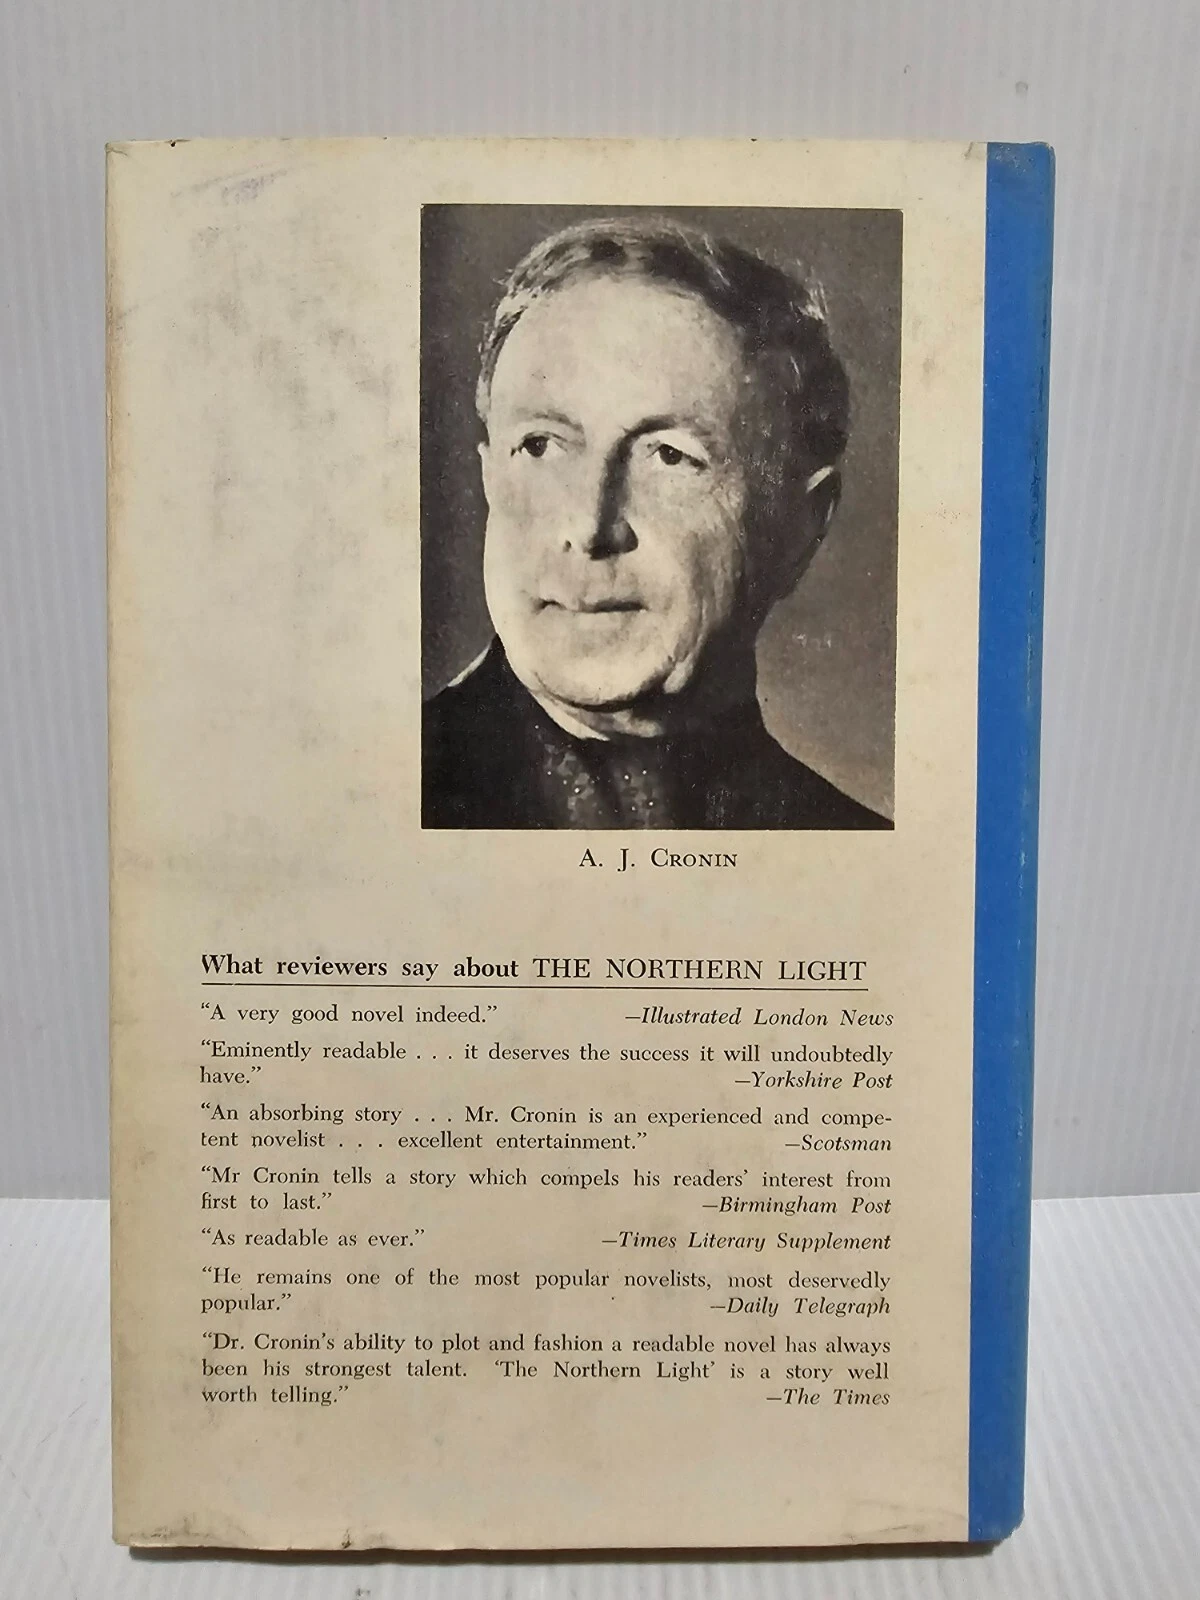 A. J. CRONIN
What reviewers say about THE NORTHERN LIGHT
“A very good novel indeed.” —Illustrated London News
“Eminently readable . . . it deserves the success it will undoubtedly
have.” —Yorkshire Post
“An absorbing story . . . Mr. Cronin is an experienced and compe-
tent novelist . . . excellent entertainment.” —Scotsman
“Mr Cronin tells a story which compels his readers’ interest from
first to last.” —Birmingham Post
“As readable as ever.” —Times Literary Supplement
“He remains one of the most popular novelists, most deservedly
popular.” —Daily Telegraph
“Dr. Cronin’s ability to plot and fashion a readable novel has always
been his strongest talent. ‘The Northern Light’ is a story well
worth telling.” —The Times